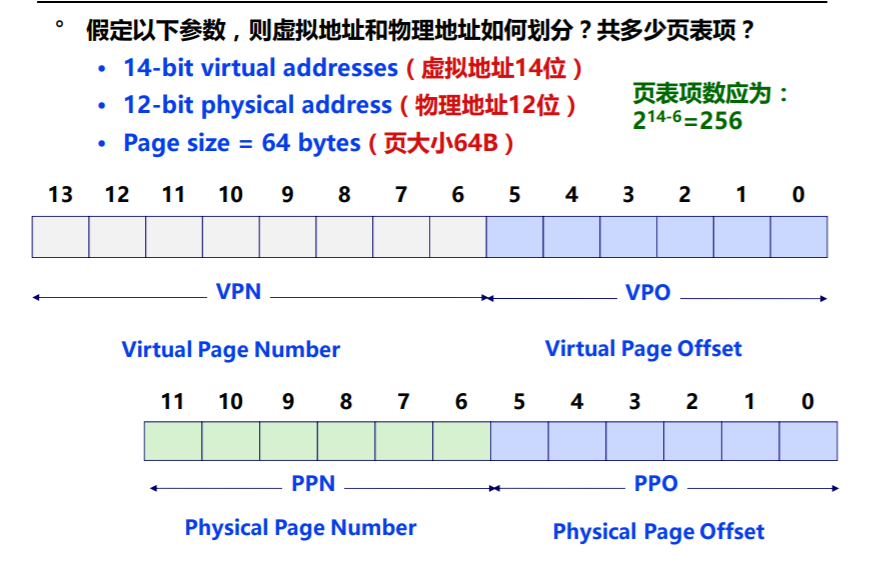 ° 假定以下参数，则虚拟地址和物理地址如何划分？共多少页表项？
• 14-bit virtual addresses（虚拟地址14位）
• 12-bit physical address（物理地址12位）
• Page size = 64 bytes（页大小64B）
页表项数应为：
2¹⁴⁻⁶=256
13 12 11 10 9 8 7 6 5 4 3 2 1 0
VPN VPO
Virtual Page Number Virtual Page Offset
11 10 9 8 7 6 5 4 3 2 1 0
PPN PPO
Physical Page Number Physical Page Offset